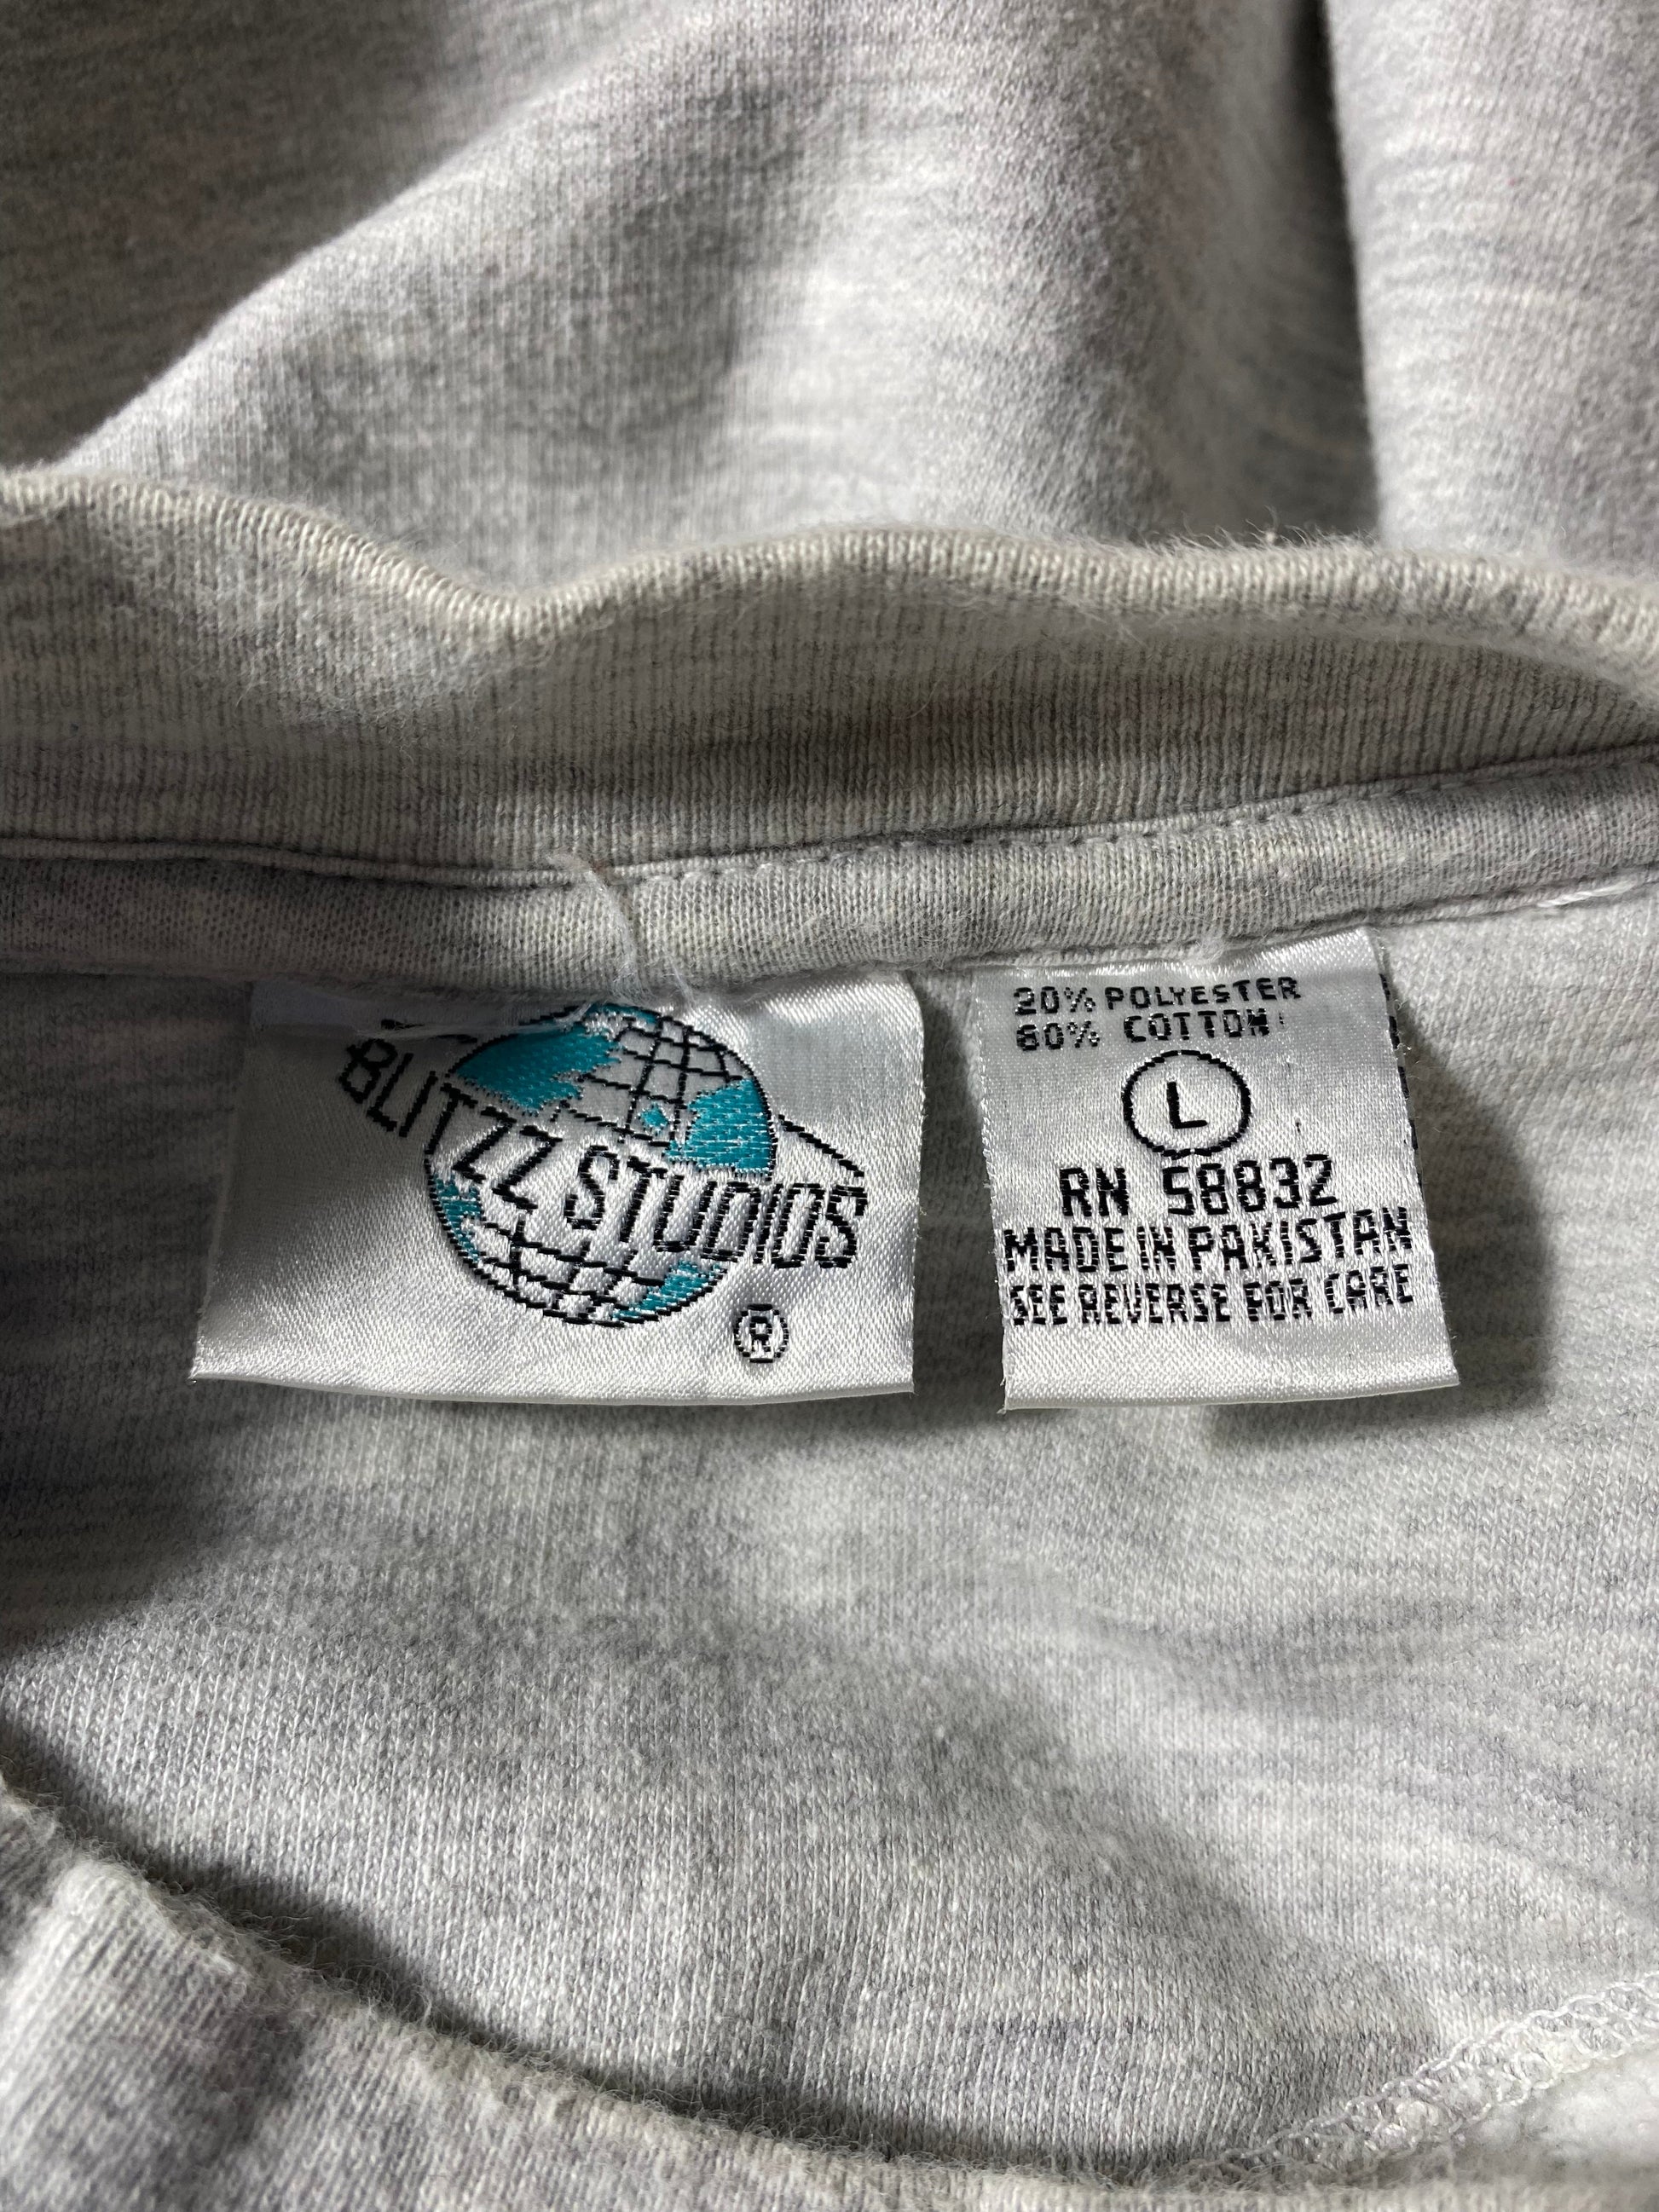 BLITZZ STUDIOS
®
20% POLYESTER
80% COTTON
L
RN 58832
MADE IN PAKISTAN
SEE REVERSE FOR CARE